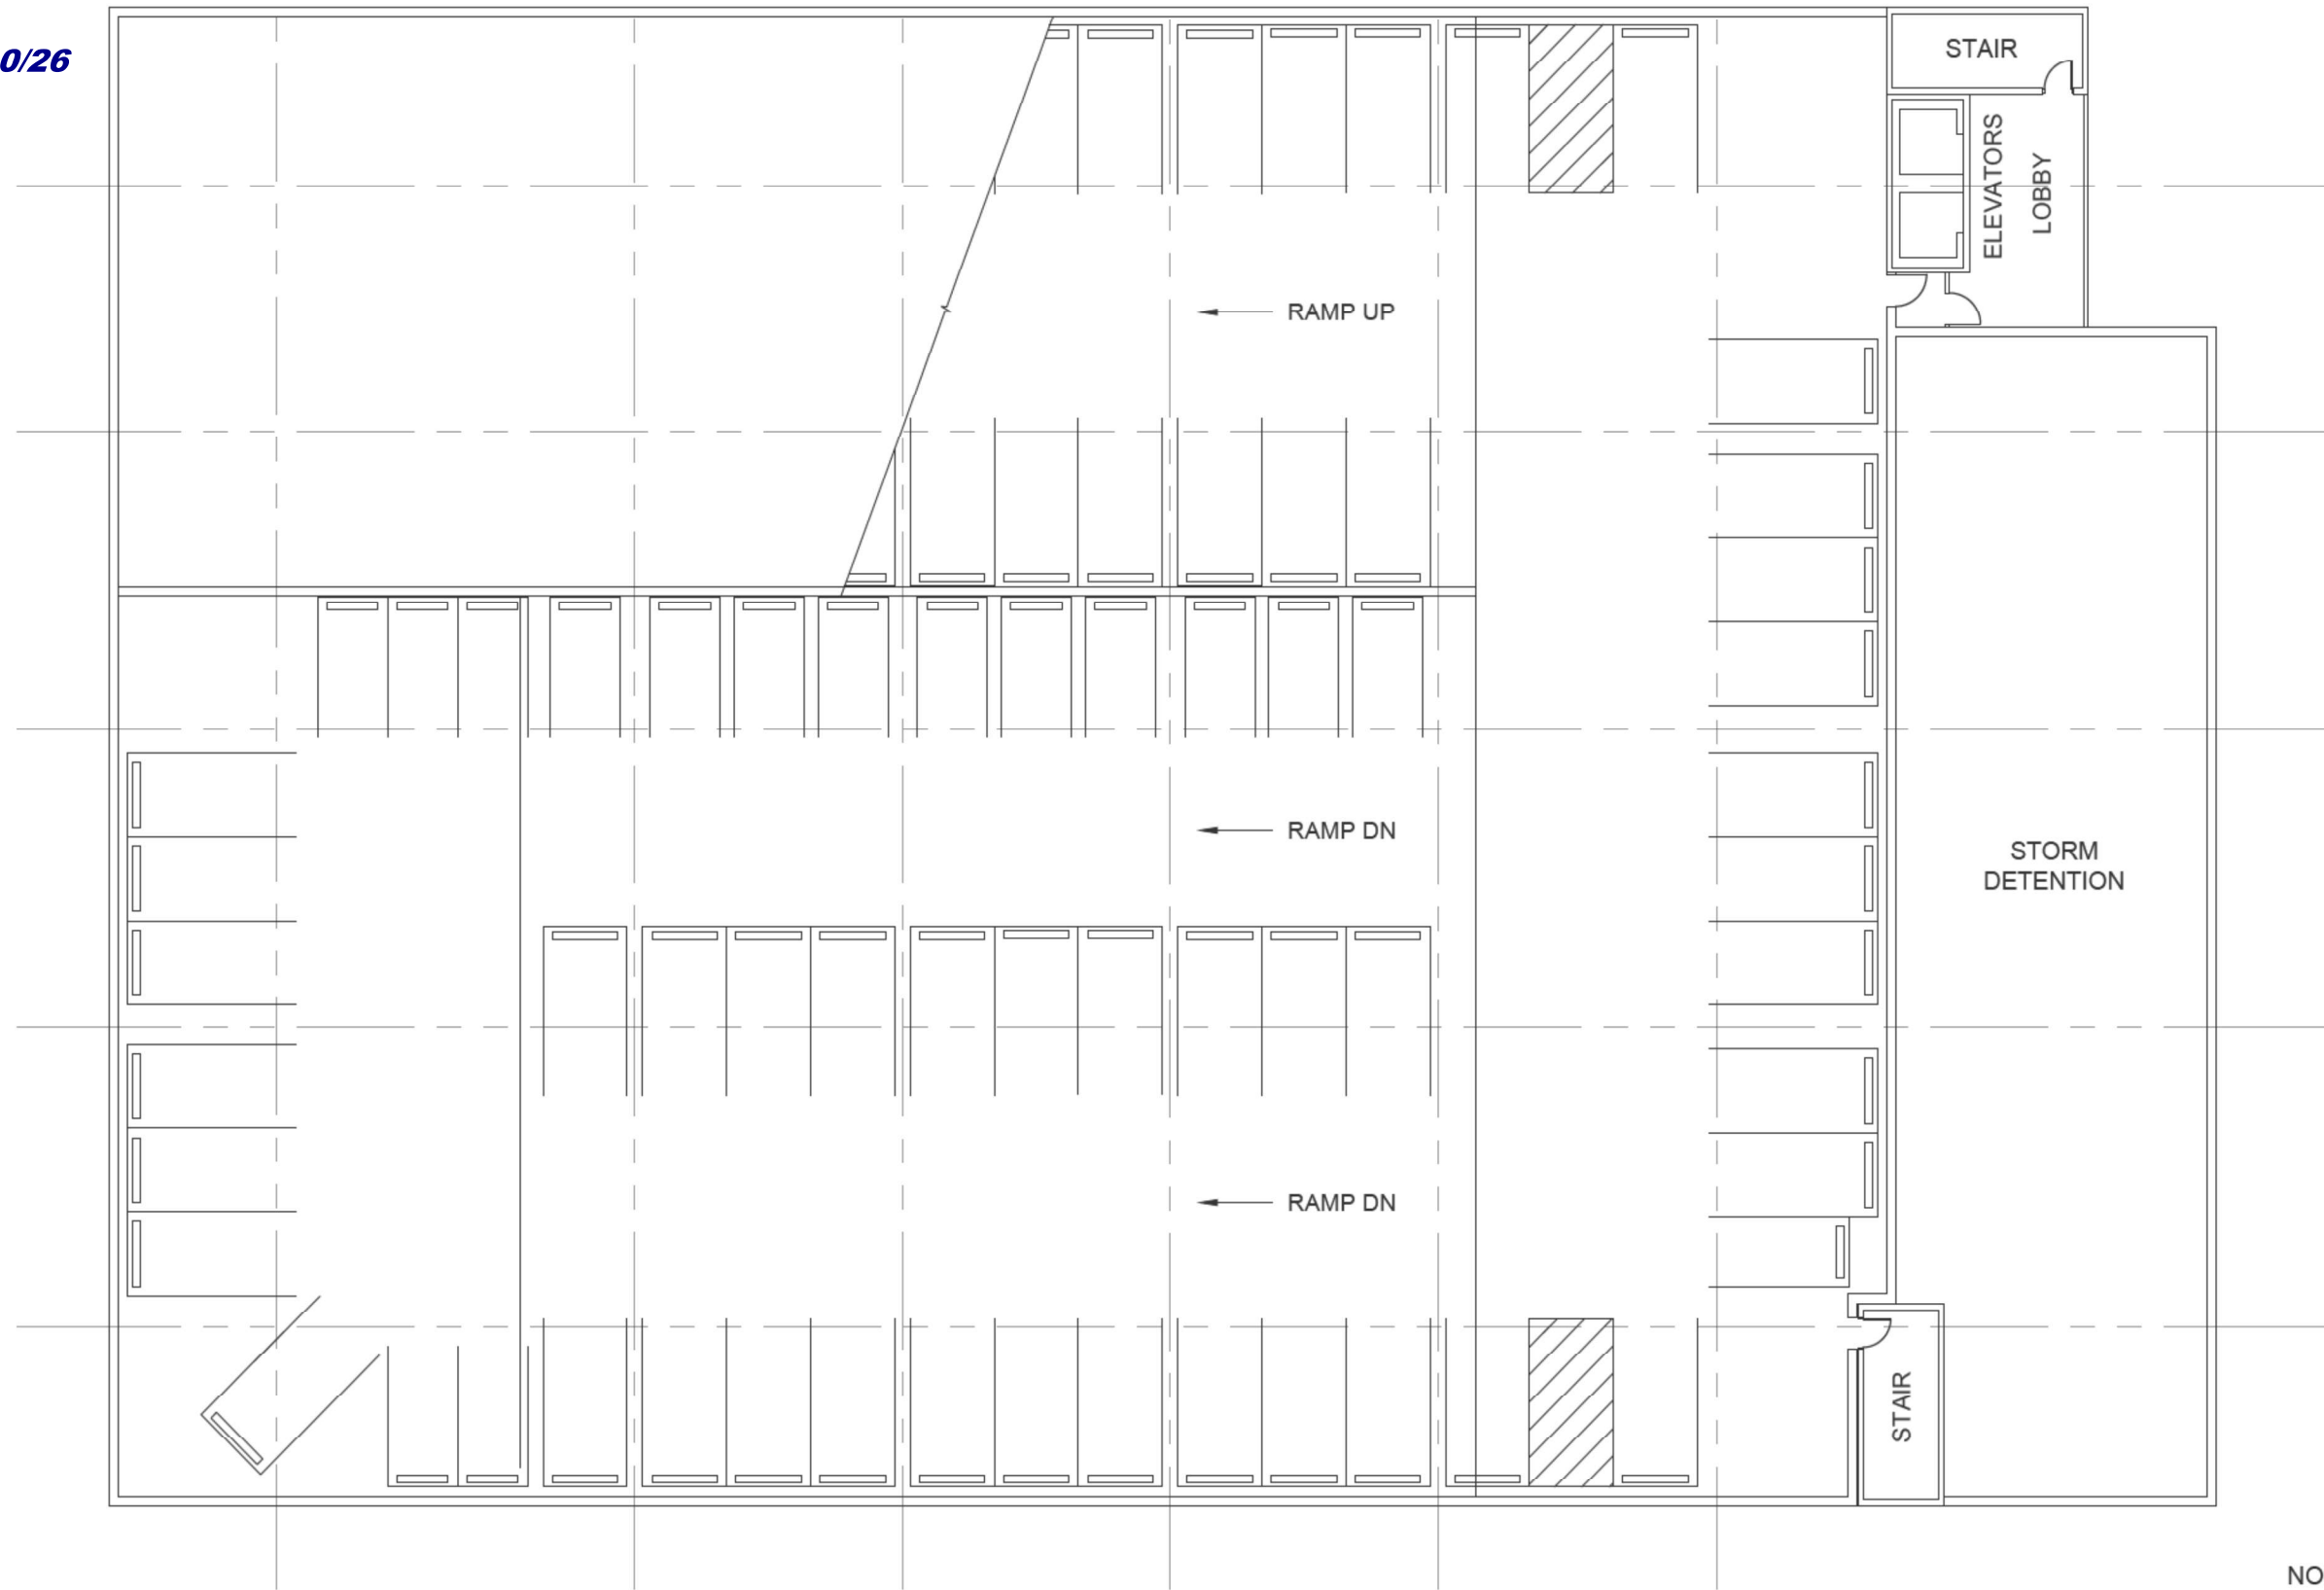 0/26
STAIR
ELEVATORS
LOBBY
RAMP UP
RAMP DN
STORM
DETENTION
RAMP DN
STAIR
NO